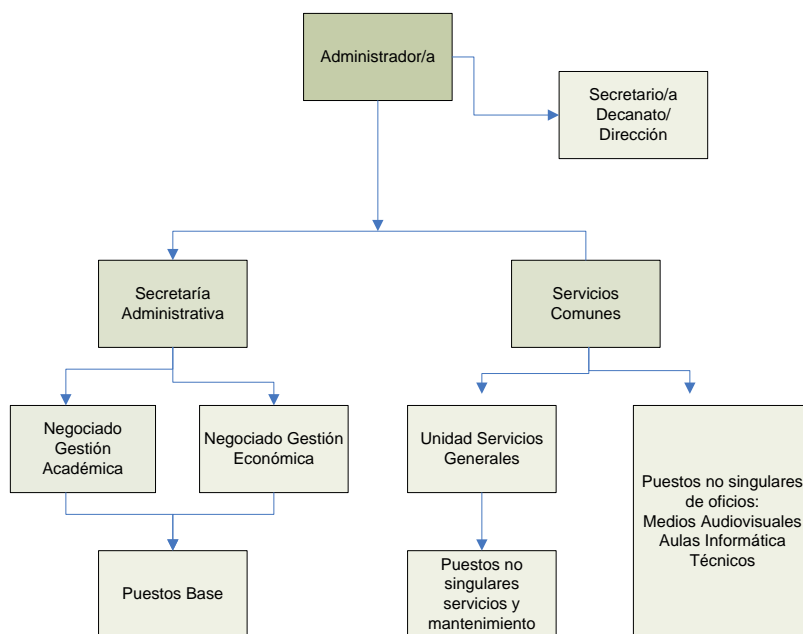 Administrador/a
Secretario/a
Decanato/
Dirección
Secretaría
Administrativa
Servicios
Comunes
Negociado
Gestión
Académica
Negociado Gestión
Económica
Unidad Servicios
Generales
Puestos no singulares
de oficios:
Medios Audiovisuales
Aulas Informática
Técnicos
Puestos Base
Puestos no
singulares
servicios y
mantenimiento